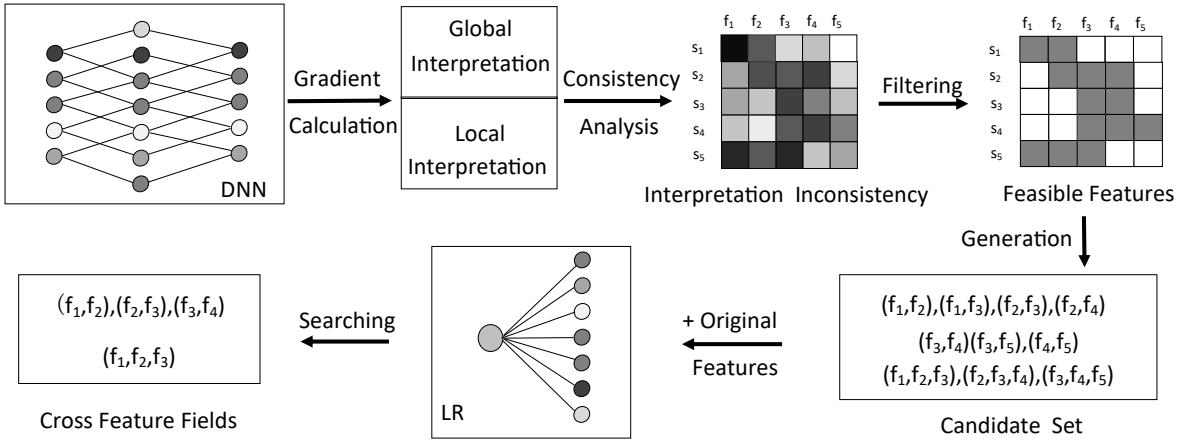 DNN
Gradient
Calculation
Global
Interpretation
Local
Interpretation
Consistency
Analysis
f₁ f₂ f₃ f₄ f₅
s₁
s₂
s₃
s₄
s₅
Interpretation Inconsistency
Filtering
f₁ f₂ f₃ f₄ f₅
s₁
s₂
s₃
s₄
s₅
Feasible Features
Generation
(f₁,f₂),(f₁,f₃),(f₂,f₃),(f₂,f₄)
(f₃,f₄)(f₃,f₅),(f₄,f₅)
(f₁,f₂,f₃),(f₂,f₃,f₄),(f₃,f₄,f₅)
Candidate Set
+ Original
Features
LR
Searching
(f₁,f₂),(f₂,f₃),(f₃,f₄)
(f₁,f₂,f₃)
Cross Feature Fields